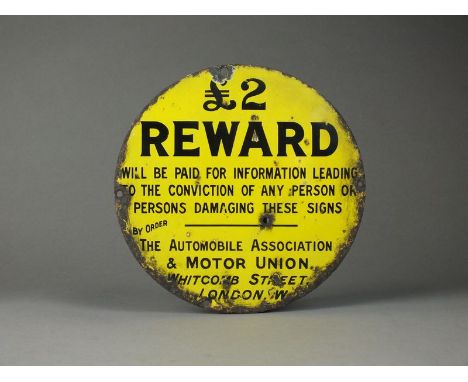 £2
REWARD
WILL BE PAID FOR INFORMATION LEADING
TO THE CONVICTION OF ANY PERSON OR
PERSONS DAMAGING THESE SIGNS
BY ORDER
THE AUTOMOBILE ASSOCIATION
& MOTOR UNION
WHITCOMB STREET
LONDON. W